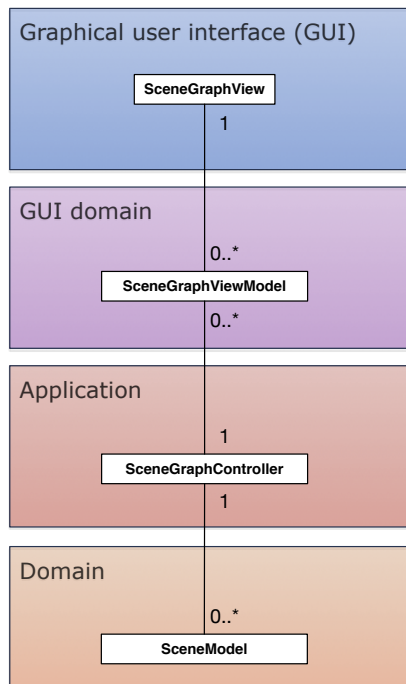 Graphical user interface (GUI)
SceneGraphView
1
GUI domain
0..*
SceneGraphViewModel
0..*
Application
1
SceneGraphController
1
Domain
0..*
SceneModel